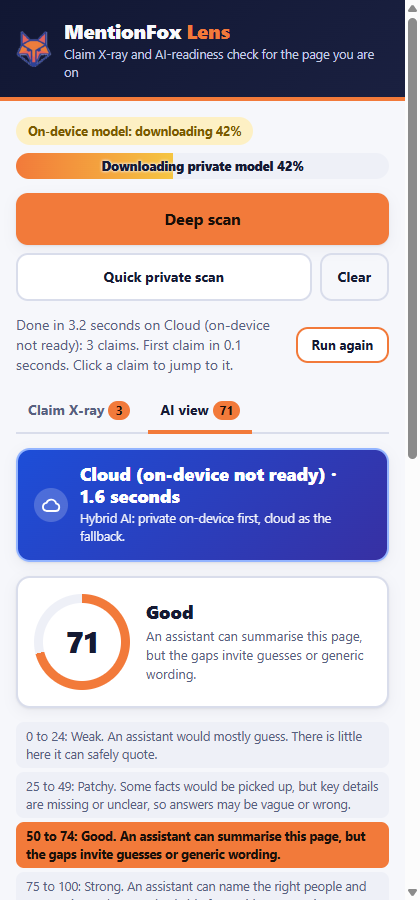 MentionFox Lens
Claim X-ray and AI-readiness check for the page you are
on
On-device model: downloading 42%
Downloading private model 42%
Deep scan
Quick private scan
Clear
Done in 3.2 seconds on Cloud (on-device
not ready): 3 claims. First claim in 0.1
seconds. Click a claim to jump to it.
Run again
Claim X-ray 3
AI view 71
Cloud (on-device not ready) ·
1.6 seconds
Hybrid AI: private on-device first, cloud as the
fallback.
71
Good
An assistant can summarise this page,
but the gaps invite guesses or generic
wording.
0 to 24: Weak. An assistant would mostly guess. There is little
here it can safely quote.
25 to 49: Patchy. Some facts would be picked up, but key details
are missing or unclear, so answers may be vague or wrong.
50 to 74: Good. An assistant can summarise this page, but
the gaps invite guesses or generic wording.
75 to 100: Strong. An assistant can name the right people and